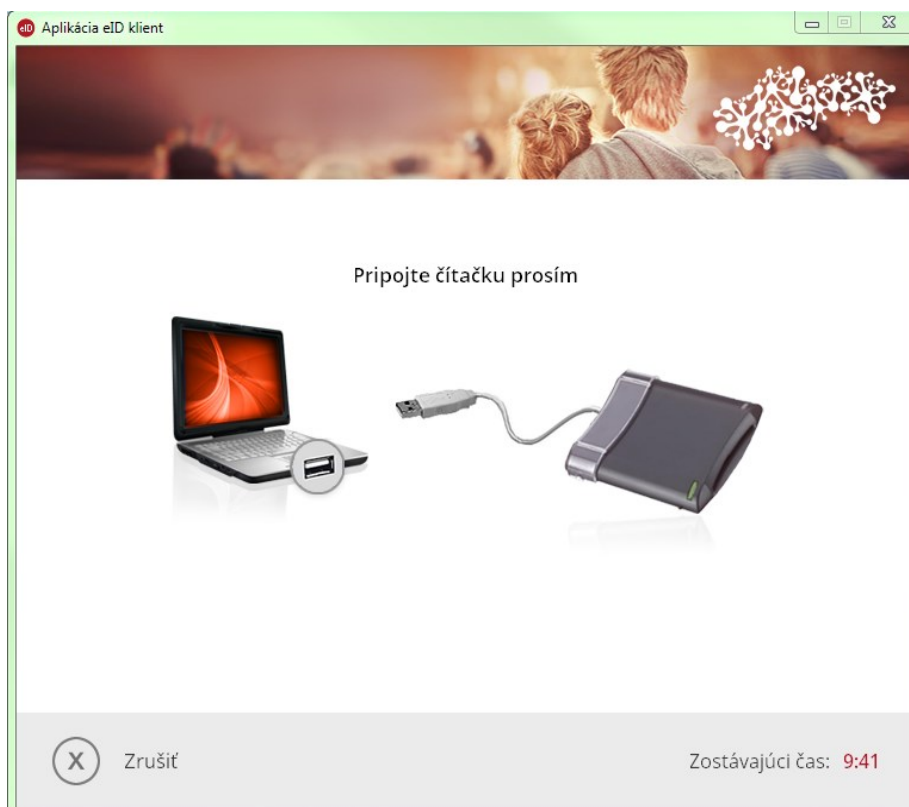 eID Aplikácia eID klient
Pripojte čítačku prosím
X Zrušiť
Zostávajúci čas: 9:41